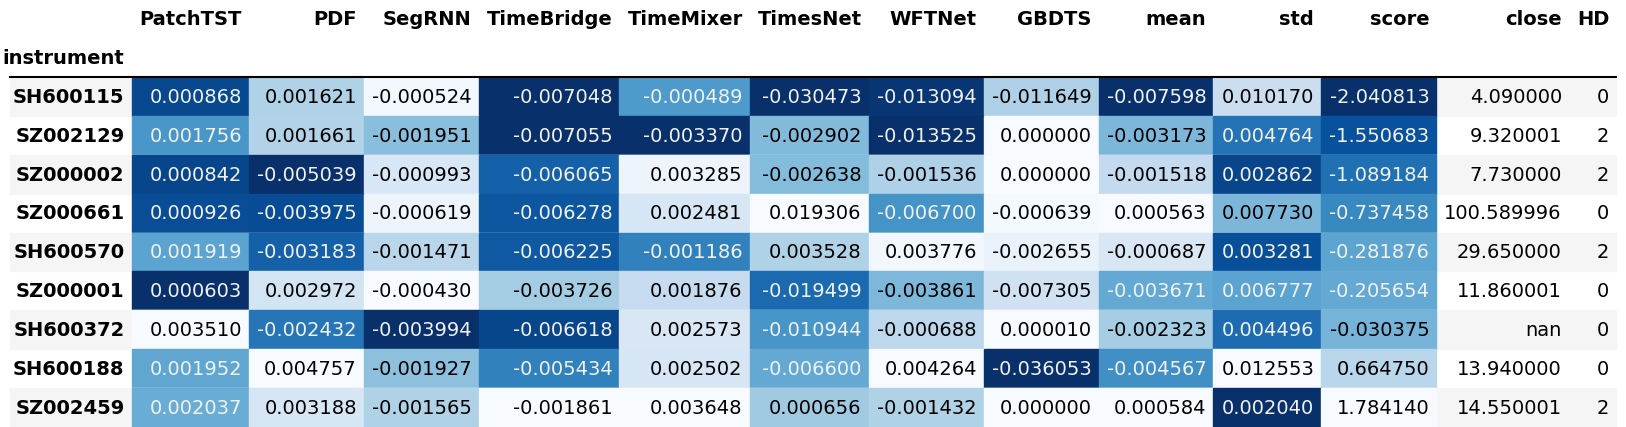 PatchTST PDF SegRNN TimeBridge TimeMixer TimesNet WFTNet GBDTS mean std score close HD
instrument
SH600115 0.000868 0.001621 -0.000524 -0.007048 -0.000489 -0.030473 -0.013094 -0.011649 -0.007598 0.010170 -2.040813 4.090000 0
SZ002129 0.001756 0.001661 -0.001951 -0.007055 -0.003370 -0.002902 -0.013525 0.000000 -0.003173 0.004764 -1.550683 9.320001 2
SZ000002 0.000842 -0.005039 -0.000993 -0.006065 0.003285 -0.002638 -0.001536 0.000000 -0.001518 0.002862 -1.089184 7.730000 2
SZ000661 0.000926 -0.003975 -0.000619 -0.006278 0.002481 0.019306 -0.006700 -0.000639 0.000563 0.007730 -0.737458 100.589996 0
SH600570 0.001919 -0.003183 -0.001471 -0.006225 -0.001186 0.003528 0.003776 -0.002655 -0.000687 0.003281 -0.281876 29.650000 2
SZ000001 0.000603 0.002972 -0.000430 -0.003726 0.001876 -0.019499 -0.003861 -0.007305 -0.003671 0.006777 -0.205654 11.860001 0
SH600372 0.003510 -0.002432 -0.003994 -0.006618 0.002573 -0.010944 -0.000688 0.000010 -0.002323 0.004496 -0.030375 nan 0
SH600188 0.001952 0.004757 -0.001927 -0.005434 0.002502 -0.006600 0.004264 -0.036053 -0.004567 0.012553 0.664750 13.940000 0
SZ002459 0.002037 0.003188 -0.001565 -0.001861 0.003648 0.000656 -0.001432 0.000000 0.000584 0.002040 1.784140 14.550001 2